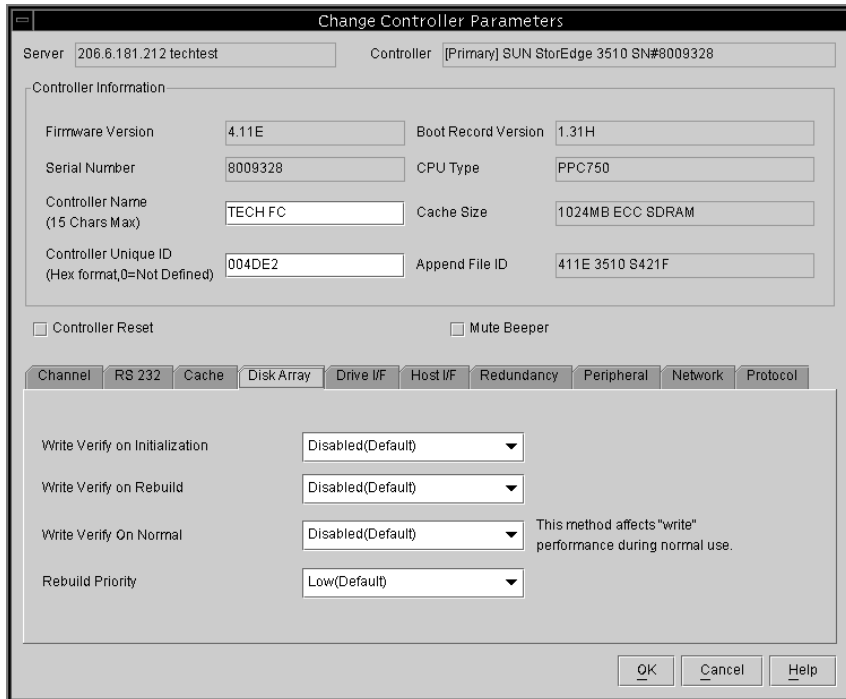 Change Controller Parameters
Server 206.6.181.212 techtest Controller [Primary] SUN StorEdge 3510 SN#8009328
Controller Information
Firmware Version 4.11E Boot Record Version 1.31H
Serial Number 8009328 CPU Type PPC750
Controller Name
(15 Chars Max) TECH FC Cache Size 1024MB ECC SDRAM
Controller Unique ID
(Hex format,0=Not Defined) 004DE2 Append File ID 411E 3510 S421F
Controller Reset Mute Beeper
Channel RS 232 Cache Disk Array Drive I/F Host I/F Redundancy Peripheral Network Protocol
Write Verify on Initialization Disabled(Default)
Write Verify on Rebuild Disabled(Default)
Write Verify On Normal Disabled(Default) This method affects "write"
performance during normal use.
Rebuild Priority Low(Default)
OK Cancel Help